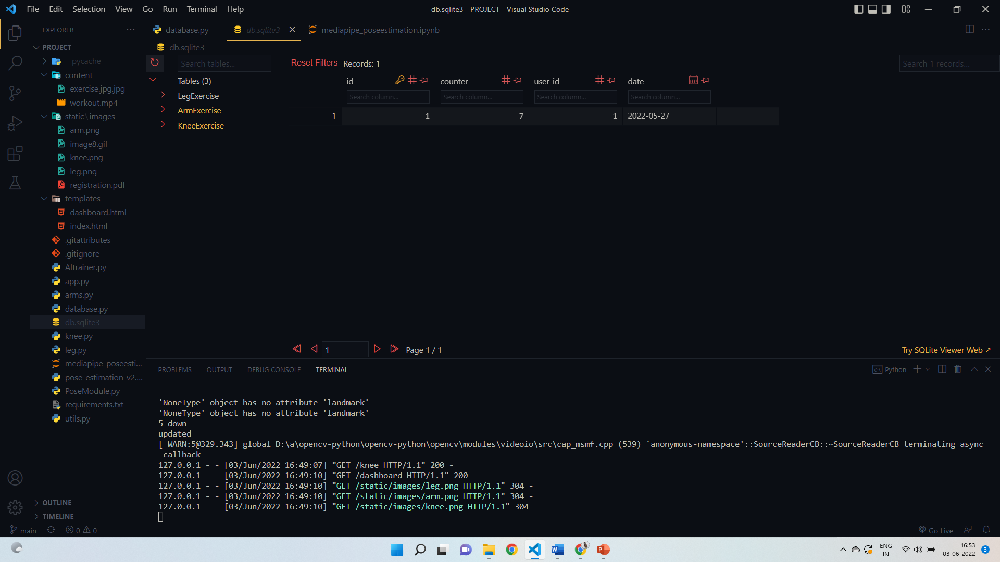 File Edit Selection View Go Run Terminal Help
db.sqlite3 - PROJECT - Visual Studio Code
EXPLORER
PROJECT
__pycache__
content
exercise.jpg.jpg
workout.mp4
static\images
arm.png
image8.gif
knee.png
leg.png
registration.pdf
templates
dashboard.html
index.html
.gitattributes
.gitignore
AItrainer.py
app.py
arms.py
database.py
db.sqlite3
knee.py
leg.py
mediapipe_poseesti...
pose_estimation_v2....
PoseModule.py
requirements.txt
utils.py
OUTLINE
TIMELINE
database.py db.sqlite3 mediapipe_poseestimation.ipynb
db.sqlite3
Search tables... Reset Filters Records: 1 Search 1 records...
Tables (3)
LegExercise
ArmExercise
KneeExercise
id counter user_id date
Search column... Search column... Search column... Search column...
1 1 7 1 2022-05-27
1 Page 1 / 1
Try SQLite Viewer Web ↗
PROBLEMS OUTPUT DEBUG CONSOLE TERMINAL
Python
'NoneType' object has no attribute 'landmark'
'NoneType' object has no attribute 'landmark'
5 down
updated
[ WARN:5@329.343] global D:\a\opencv-python\opencv-python\opencv\modules\videoio\src\cap_msmf.cpp (539) `anonymous-namespace'::SourceReaderCB::~SourceReaderCB terminating async
callback
127.0.0.1 - - [03/Jun/2022 16:49:07] "GET /knee HTTP/1.1" 200 -
127.0.0.1 - - [03/Jun/2022 16:49:10] "GET /dashboard HTTP/1.1" 200 -
127.0.0.1 - - [03/Jun/2022 16:49:10] "GET /static/images/leg.png HTTP/1.1" 304 -
127.0.0.1 - - [03/Jun/2022 16:49:10] "GET /static/images/arm.png HTTP/1.1" 304 -
127.0.0.1 - - [03/Jun/2022 16:49:10] "GET /static/images/knee.png HTTP/1.1" 304 -
main 0 0
Go Live
ENG
IN
16:53
03-06-2022
3